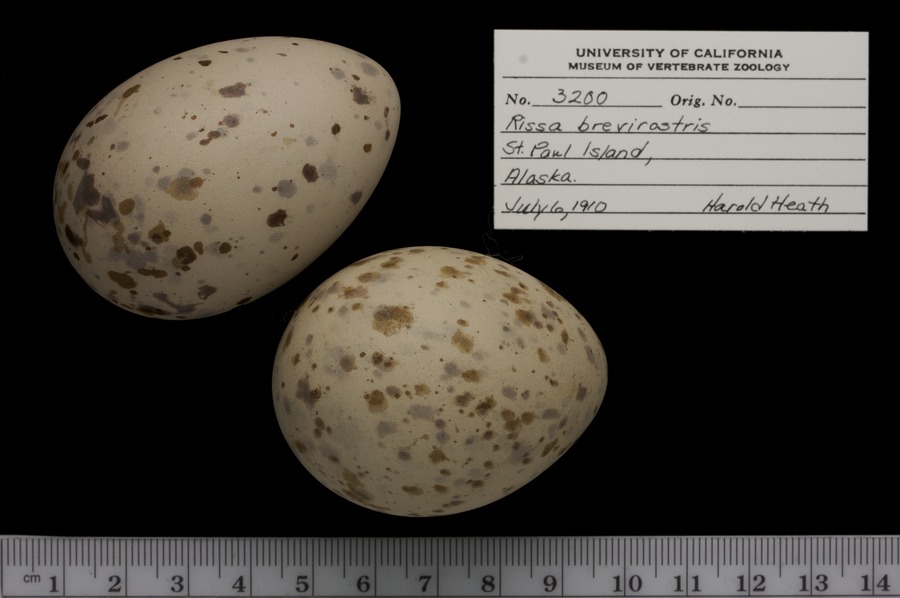 UNIVERSITY OF CALIFORNIA
MUSEUM OF VERTEBRATE ZOOLOGY
No. 3200 Orig. No.
Rissa brevirostris
St. Paul Island,
Alaska.
July 6, 1910 Harold Heath
cm 1 2 3 4 5 6 7 8 9 10 11 12 13 14